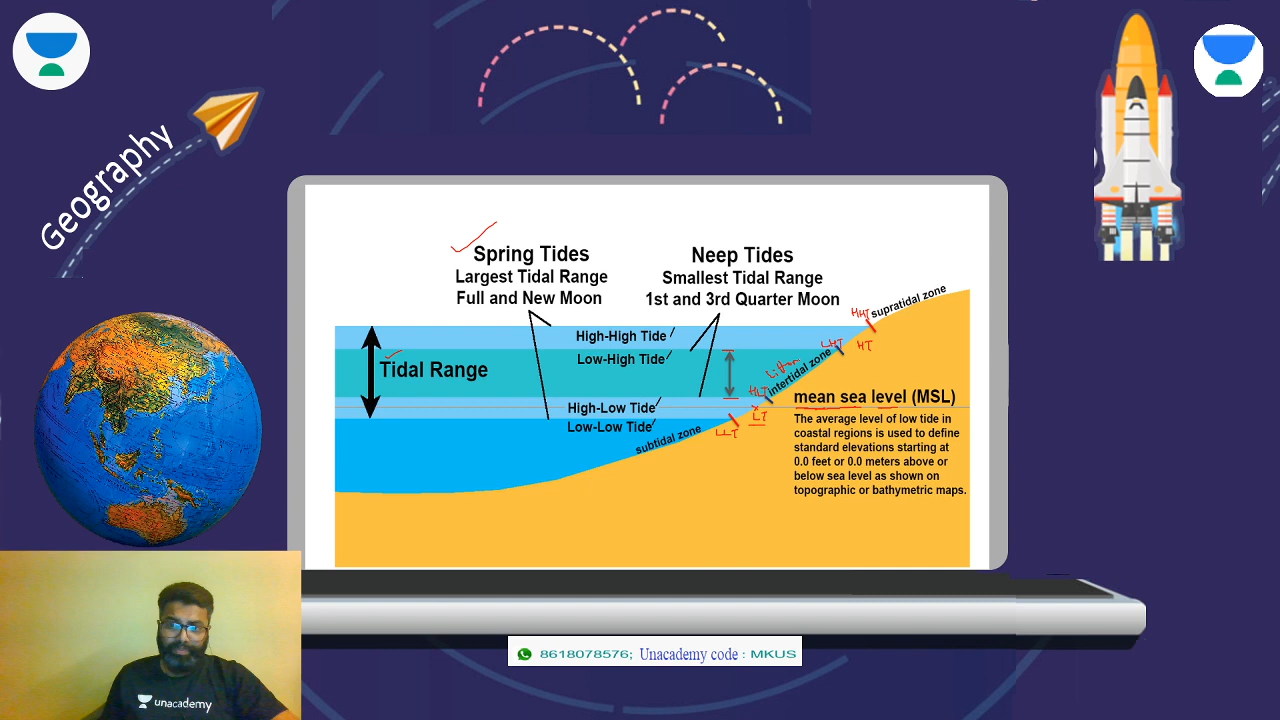 Geography
Spring Tides
Largest Tidal Range
Full and New Moon
Neep Tides
Smallest Tidal Range
1st and 3rd Quarter Moon
High-High Tide
Low-High Tide
Tidal Range
High-Low Tide
Low-Low Tide
HHT
supratidal zone
LHT
HT
intertidal zone
HLT
LT
LLT
subtidal zone
mean sea level (MSL)
The average level of low tide in
coastal regions is used to define
standard elevations starting at
0.0 feet or 0.0 meters above or
below sea level as shown on
topographic or bathymetric maps.
unacademy
8618078576; Unacademy code : MKUS